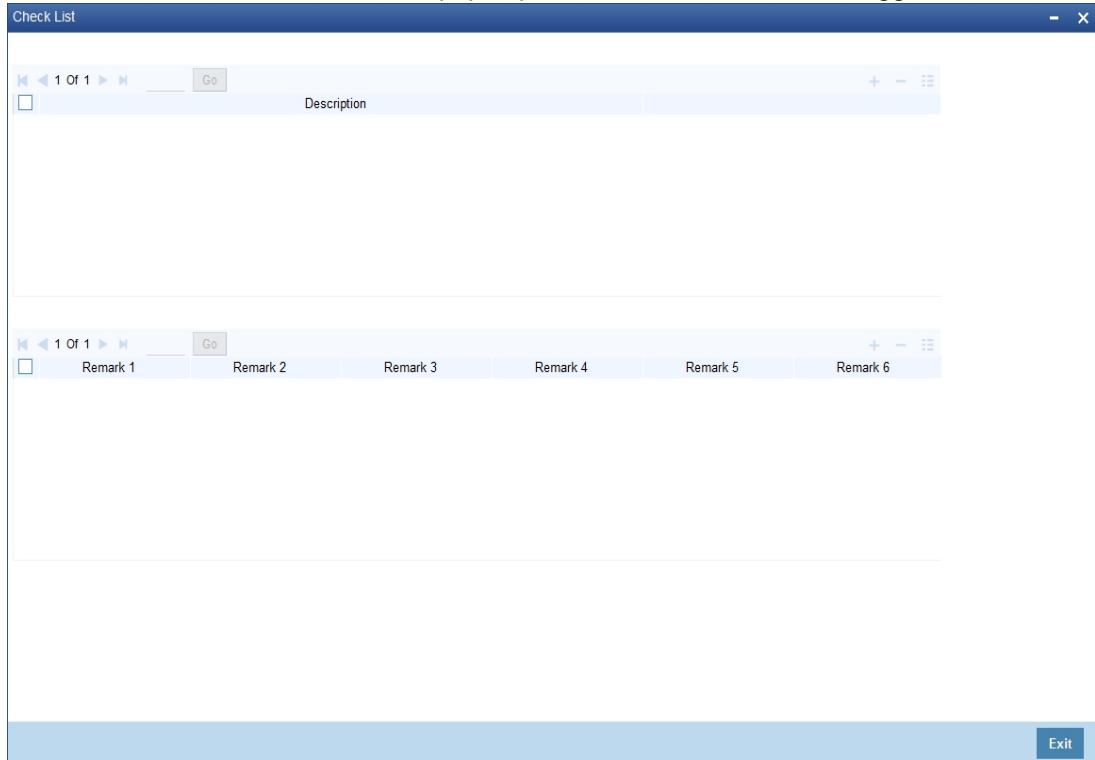 Check List
1 Of 1 Go
Description
1 Of 1 Go
Remark 1 Remark 2 Remark 3 Remark 4 Remark 5 Remark 6
Exit